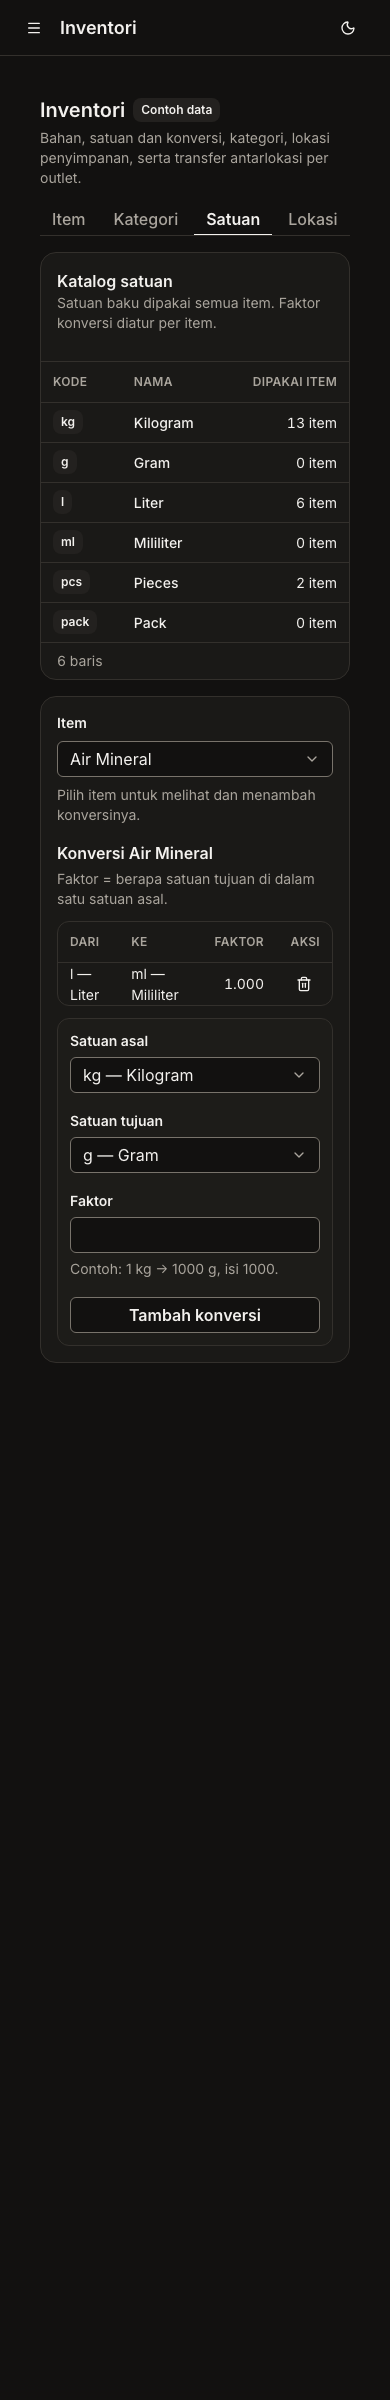 Inventori
Inventori Contoh data
Bahan, satuan dan konversi, kategori, lokasi
penyimpanan, serta transfer antarlokasi per
outlet.
Item Kategori Satuan Lokasi
Katalog satuan
Satuan baku dipakai semua item. Faktor
konversi diatur per item.
KODE NAMA DIPAKAI ITEM
kg Kilogram 13 item
g Gram 0 item
l Liter 6 item
ml Mililiter 0 item
pcs Pieces 2 item
pack Pack 0 item
6 baris
Item
Air Mineral
Pilih item untuk melihat dan menambah
konversinya.
Konversi Air Mineral
Faktor = berapa satuan tujuan di dalam
satu satuan asal.
DARI KE FAKTOR AKSI
l — Liter ml — Mililiter 1.000
Satuan asal
kg — Kilogram
Satuan tujuan
g — Gram
Faktor
Contoh: 1 kg → 1000 g, isi 1000.
Tambah konversi